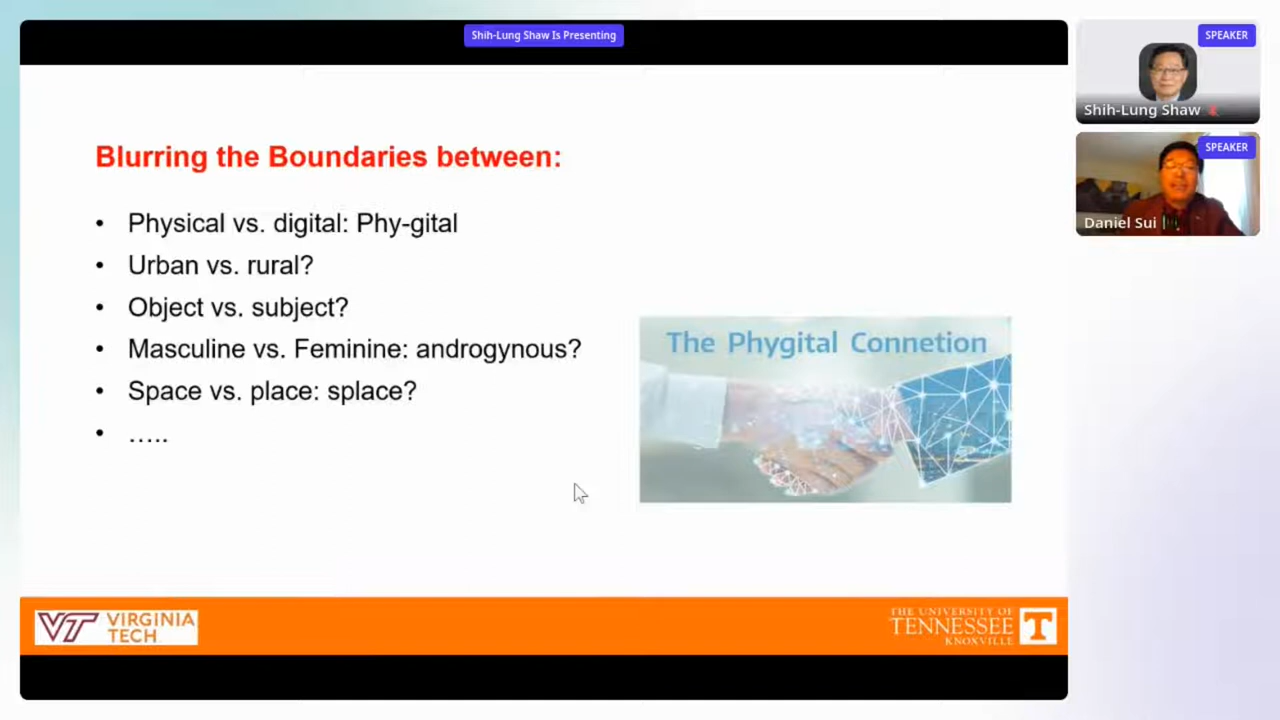 Shih-Lung Shaw Is Presenting
SPEAKER
Shih-Lung Shaw
SPEAKER
Daniel Sui
Blurring the Boundaries between:
• Physical vs. digital: Phy-gital
• Urban vs. rural?
• Object vs. subject?
• Masculine vs. Feminine: androgynous?
• Space vs. place: splace?
• …..
The Phygital Connetion
VT VIRGINIA
TECH
THE UNIVERSITY OF
TENNESSEE
KNOXVILLE
T